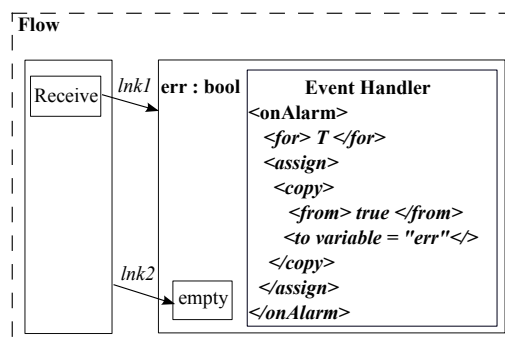 Flow
Receive
lnk1
err : bool
Event Handler
<onAlarm>
<for> T </for>
<assign>
<copy>
<from> true </from>
<to variable = "err"</>
</copy>
</assign>
</onAlarm>
lnk2
empty